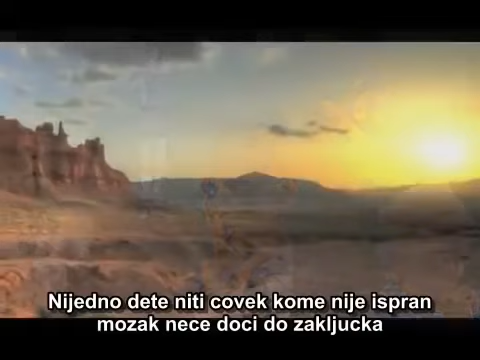 Nijedno dete niti covek kome nije ispran
mozak nece doci do zakljucka